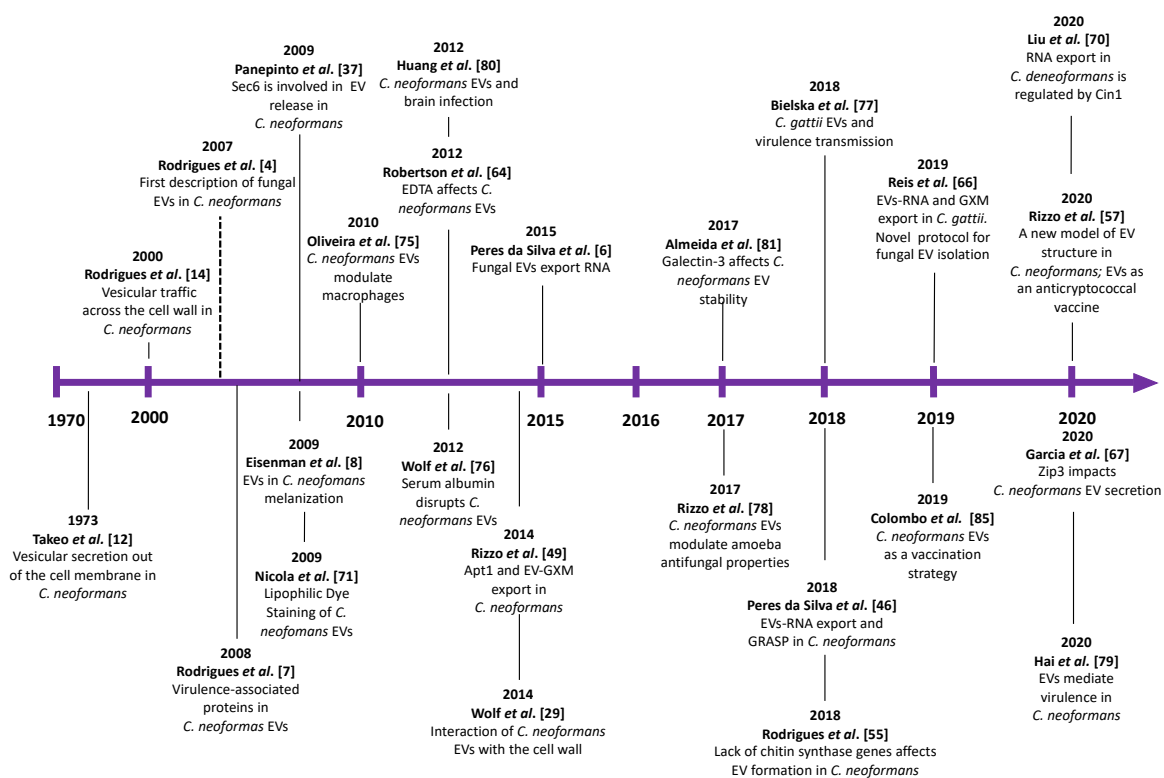 2009
Panepinto et al. [37]
Sec6 is involved in EV
release in
C. neoformans
2012
Huang et al. [80]
C. neoformans EVs and
brain infection
2020
Liu et al. [70]
RNA export in
C. deneoformans is
regulated by Cin1
2018
Bielska et al. [77]
C. gattii EVs and
virulence transmission
2007
Rodrigues et al. [4]
First description of fungal
EVs in C. neoformans
2012
Robertson et al. [64]
EDTA affects C.
neoformans EVs
2019
Reis et al. [66]
EVs-RNA and GXM
export in C. gattii.
Novel protocol for
fungal EV isolation
2020
Rizzo et al. [57]
A new model of EV
structure in
C. neoformans; EVs as
an anticryptococcal
vaccine
2000
Rodrigues et al. [14]
Vesicular traffic
across the cell wall in
C. neoformans
2010
Oliveira et al. [75]
C. neoformans EVs
modulate
macrophages
2015
Peres da Silva et al. [6]
Fungal EVs export RNA
2017
Almeida et al. [81]
Galectin-3 affects C.
neoformans EV
stability
1970
2000
2010
2015
2016
2017
2018
2019
2020
1973
Takeo et al. [12]
Vesicular secretion out
of the cell membrane in
C. neoformans
2009
Eisenman et al. [8]
EVs in C. neofomans
melanization
2009
Nicola et al. [71]
Lipophilic Dye
Staining of C.
neofomans EVs
2008
Rodrigues et al. [7]
Virulence-associated
proteins in
C. neoformas EVs
2012
Wolf et al. [76]
Serum albumin
disrupts C.
neoformans EVs
2014
Rizzo et al. [49]
Apt1 and EV-GXM
export in
C. neoformans
2014
Wolf et al. [29]
Interaction of C. neoformans
EVs with the cell wall
2017
Rizzo et al. [78]
C. neoformans EVs
modulate amoeba
antifungal properties
2018
Peres da Silva et al. [46]
EVs-RNA export and
GRASP in C. neoformans
2018
Rodrigues et al. [55]
Lack of chitin synthase genes affects
EV formation in C. neoformans
2019
Colombo et al. [85]
C. neoformans EVs
as a vaccination
strategy
2020
Garcia et al. [67]
Zip3 impacts
C. neoformans EV secretion
2020
Hai et al. [79]
EVs mediate
virulence in
C. neoformans